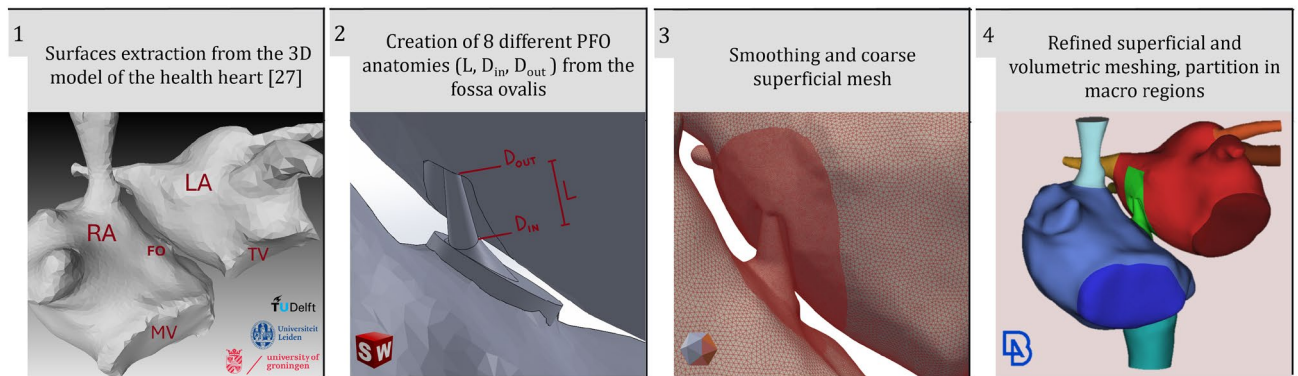 1
Surfaces extraction from the 3D
model of the health heart [27]
LA
RA
FO
TV
MV
TU Delft
Universiteit
Leiden
university of
groningen
2
Creation of 8 different PFO
anatomies (L, Din, Dout ) from the
fossa ovalis
DOUT
L
DIN
SW
3
Smoothing and coarse
superficial mesh
4
Refined superficial and
volumetric meshing, partition in
macro regions